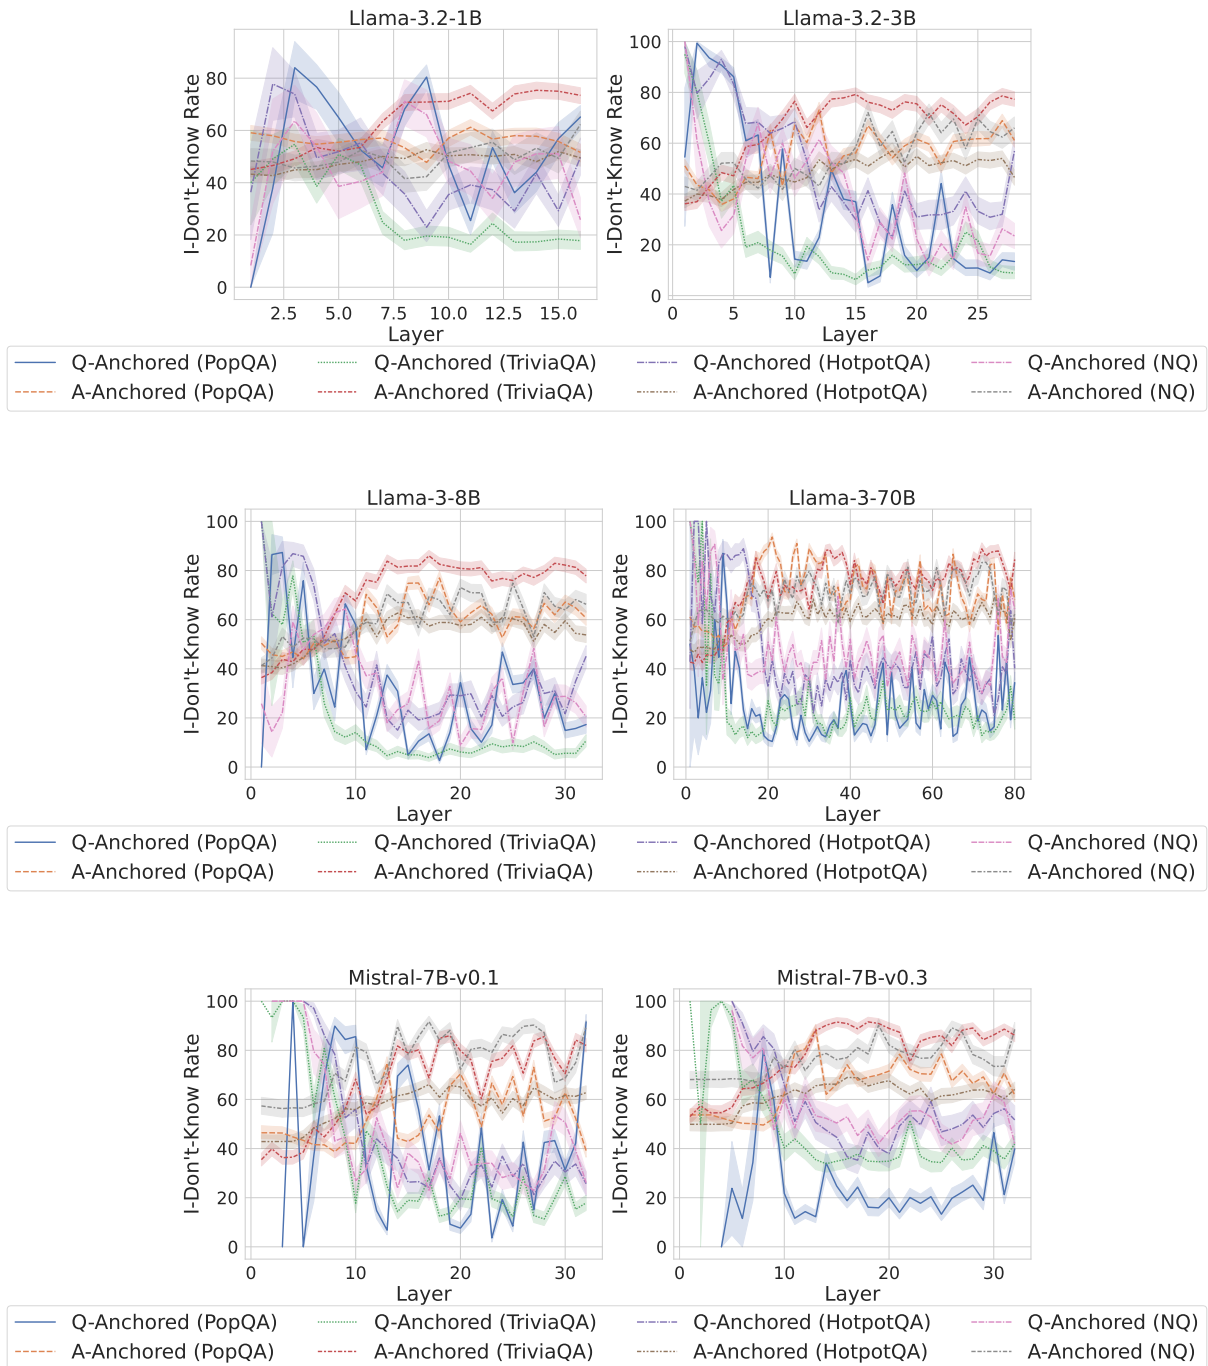 Llama-3.2-1B Llama-3.2-3B
I-Don't-Know Rate
0 20 40 60 80
2.5 5.0 7.5 10.0 12.5 15.0
Layer
I-Don't-Know Rate
0 20 40 60 80 100
0 5 10 15 20 25
Layer
Q-Anchored (PopQA) Q-Anchored (TriviaQA) Q-Anchored (HotpotQA) Q-Anchored (NQ)
A-Anchored (PopQA) A-Anchored (TriviaQA) A-Anchored (HotpotQA) A-Anchored (NQ)
Llama-3-8B Llama-3-70B
I-Don't-Know Rate
0 20 40 60 80 100
0 10 20 30
Layer
I-Don't-Know Rate
0 20 40 60 80 100
0 20 40 60 80
Layer
Q-Anchored (PopQA) Q-Anchored (TriviaQA) Q-Anchored (HotpotQA) Q-Anchored (NQ)
A-Anchored (PopQA) A-Anchored (TriviaQA) A-Anchored (HotpotQA) A-Anchored (NQ)
Mistral-7B-v0.1 Mistral-7B-v0.3
I-Don't-Know Rate
0 20 40 60 80 100
0 10 20 30
Layer
I-Don't-Know Rate
0 20 40 60 80 100
0 10 20 30
Layer
Q-Anchored (PopQA) Q-Anchored (TriviaQA) Q-Anchored (HotpotQA) Q-Anchored (NQ)
A-Anchored (PopQA) A-Anchored (TriviaQA) A-Anchored (HotpotQA) A-Anchored (NQ)